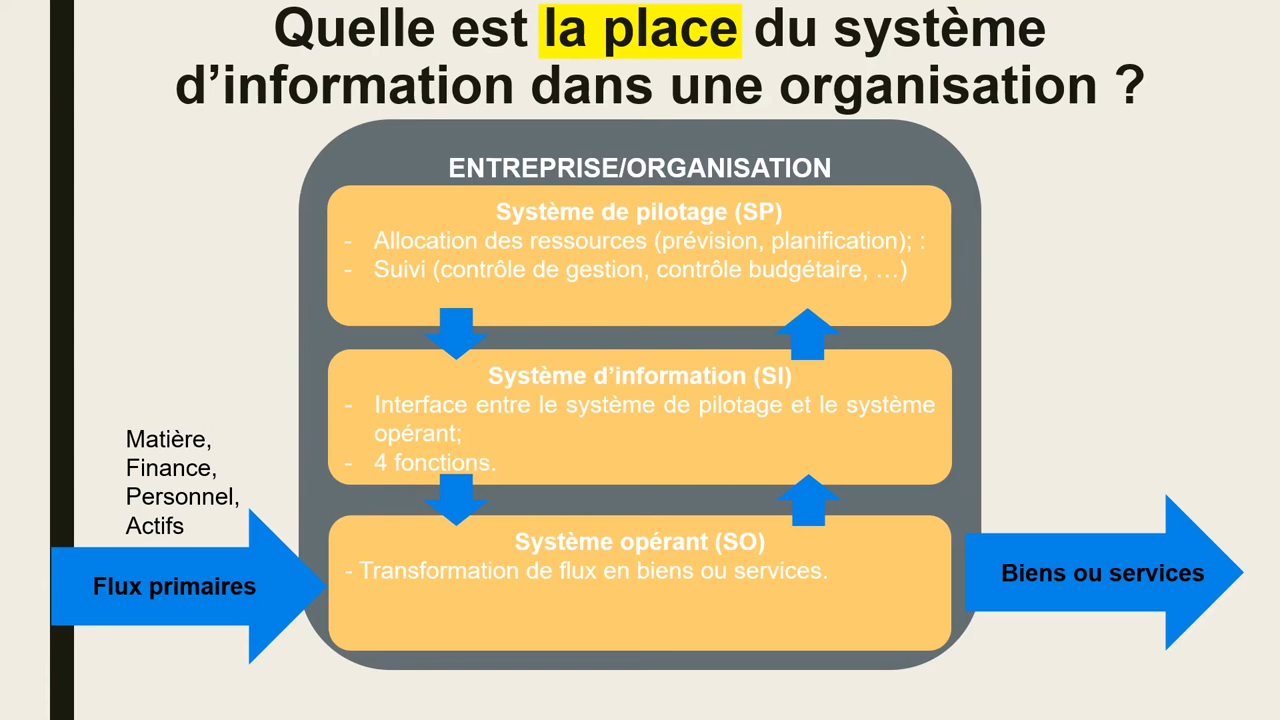 Quelle est la place du système
d’information dans une organisation ?
ENTREPRISE/ORGANISATION
Système de pilotage (SP)
- Allocation des ressources (prévision, planification); :
- Suivi (contrôle de gestion, contrôle budgétaire, …)
Système d’information (SI)
- Interface entre le système de pilotage et le système
opérant;
- 4 fonctions.
Matière,
Finance,
Personnel,
Actifs
Flux primaires
Système opérant (SO)
- Transformation de flux en biens ou services.
Biens ou services